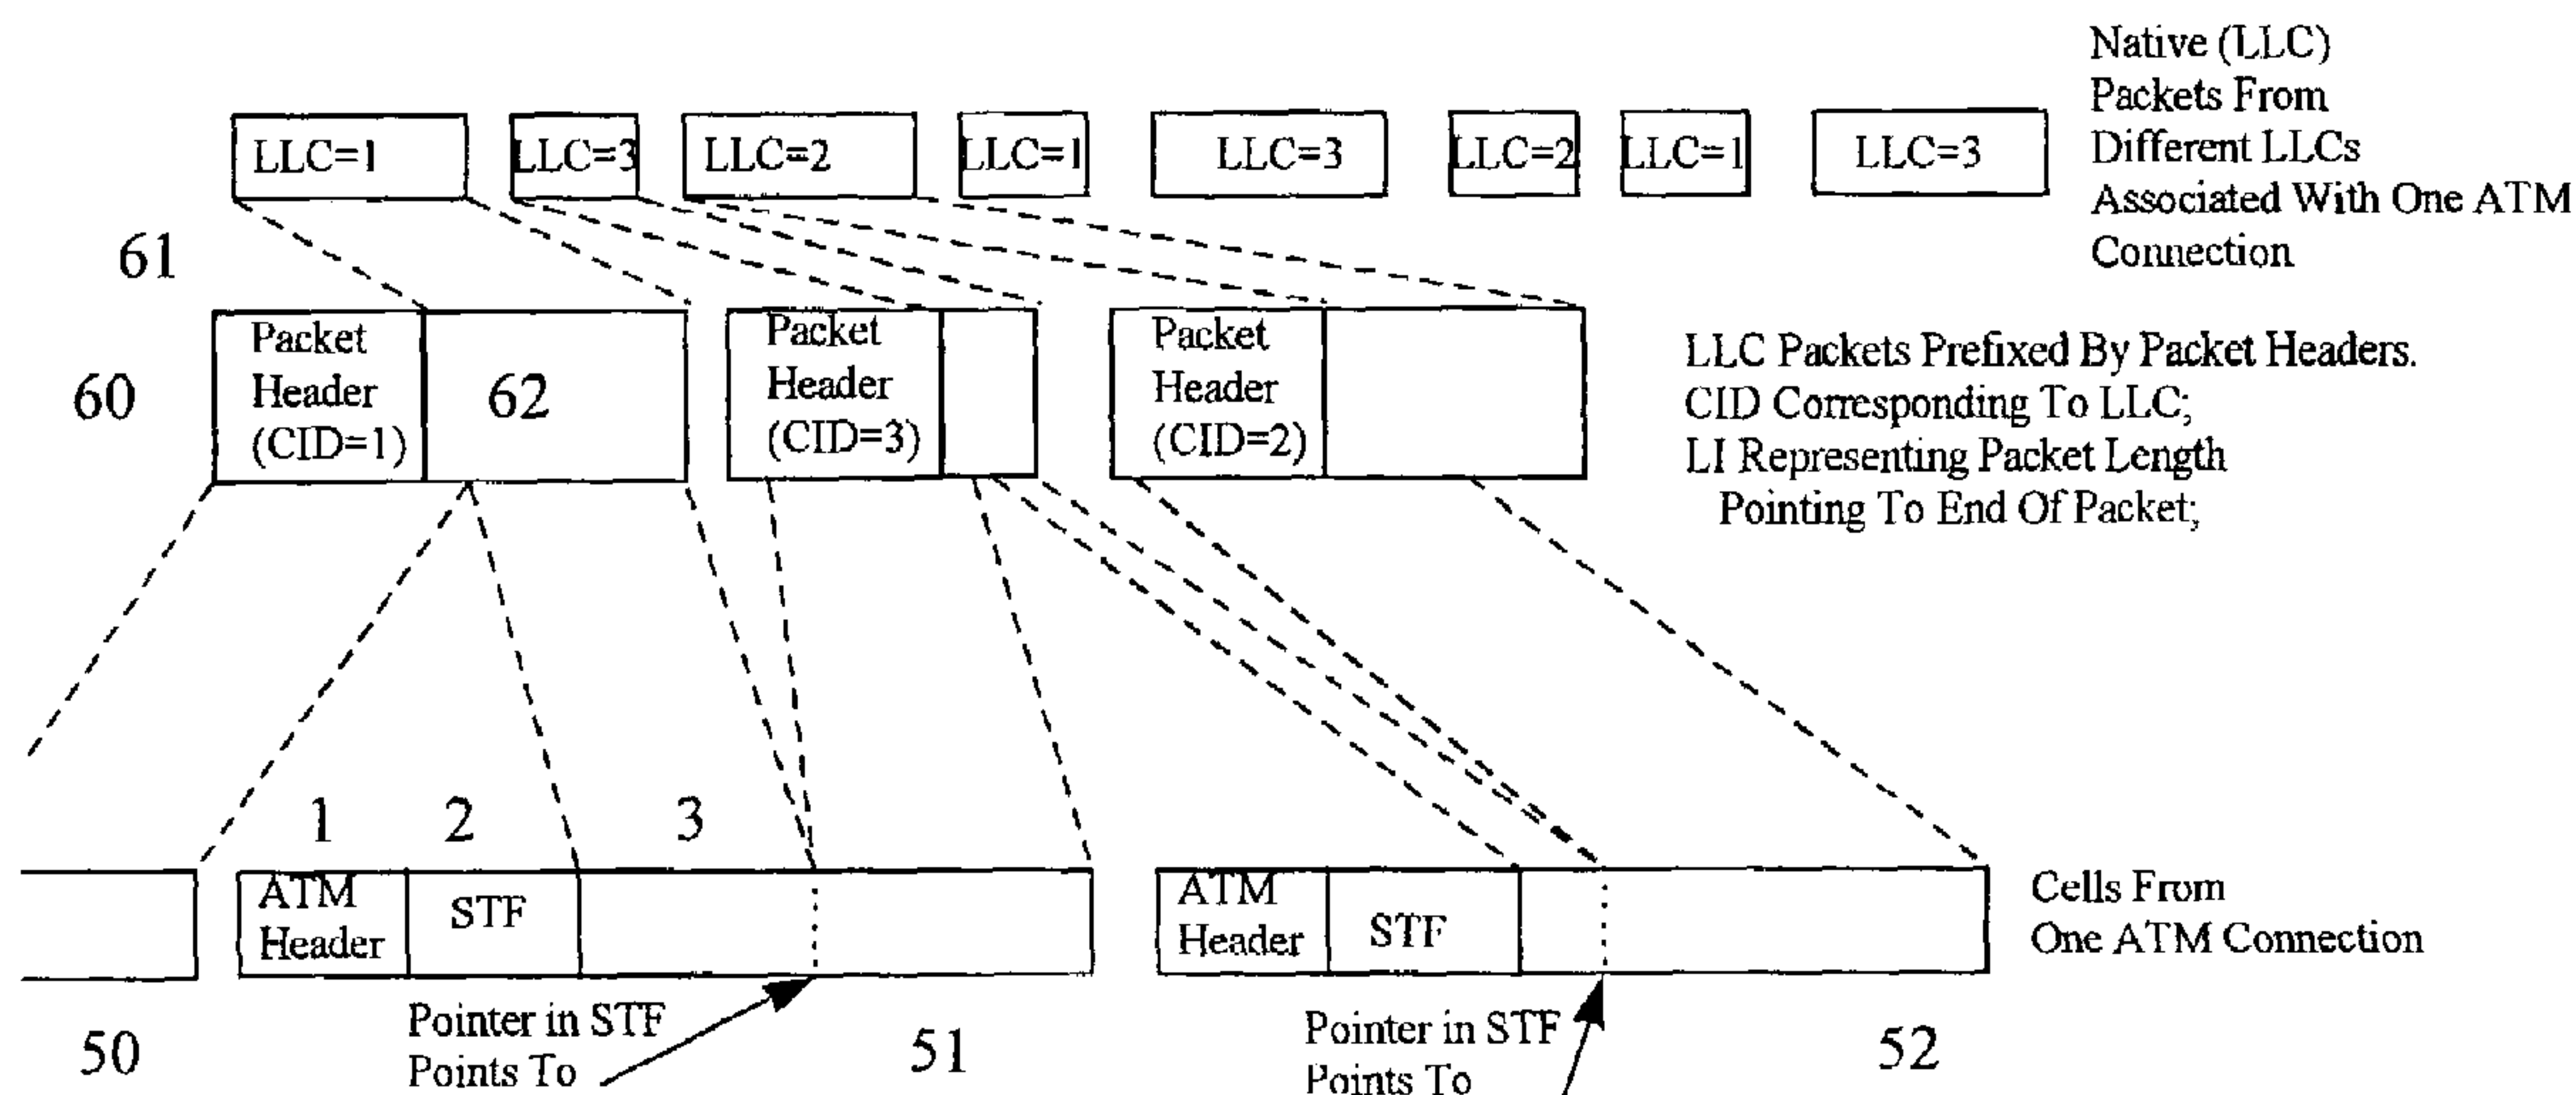 Native (LLC)
Packets From
Different LLCs
Associated With One ATM
Connection
LLC=1
LLC=3
LLC=2
LLC=1
LLC=3
LLC=2
LLC=1
LLC=3
61
60
Packet
Header
(CID=1)
62
Packet
Header
(CID=3)
Packet
Header
(CID=2)
LLC Packets Prefixed By Packet Headers.
CID Corresponding To LLC;
LI Representing Packet Length
Pointing To End Of Packet;
1
2
3
ATM
Header
STF
ATM
Header
STF
Cells From
One ATM Connection
50
Pointer in STF
Points To
51
Pointer in STF
Points To
52